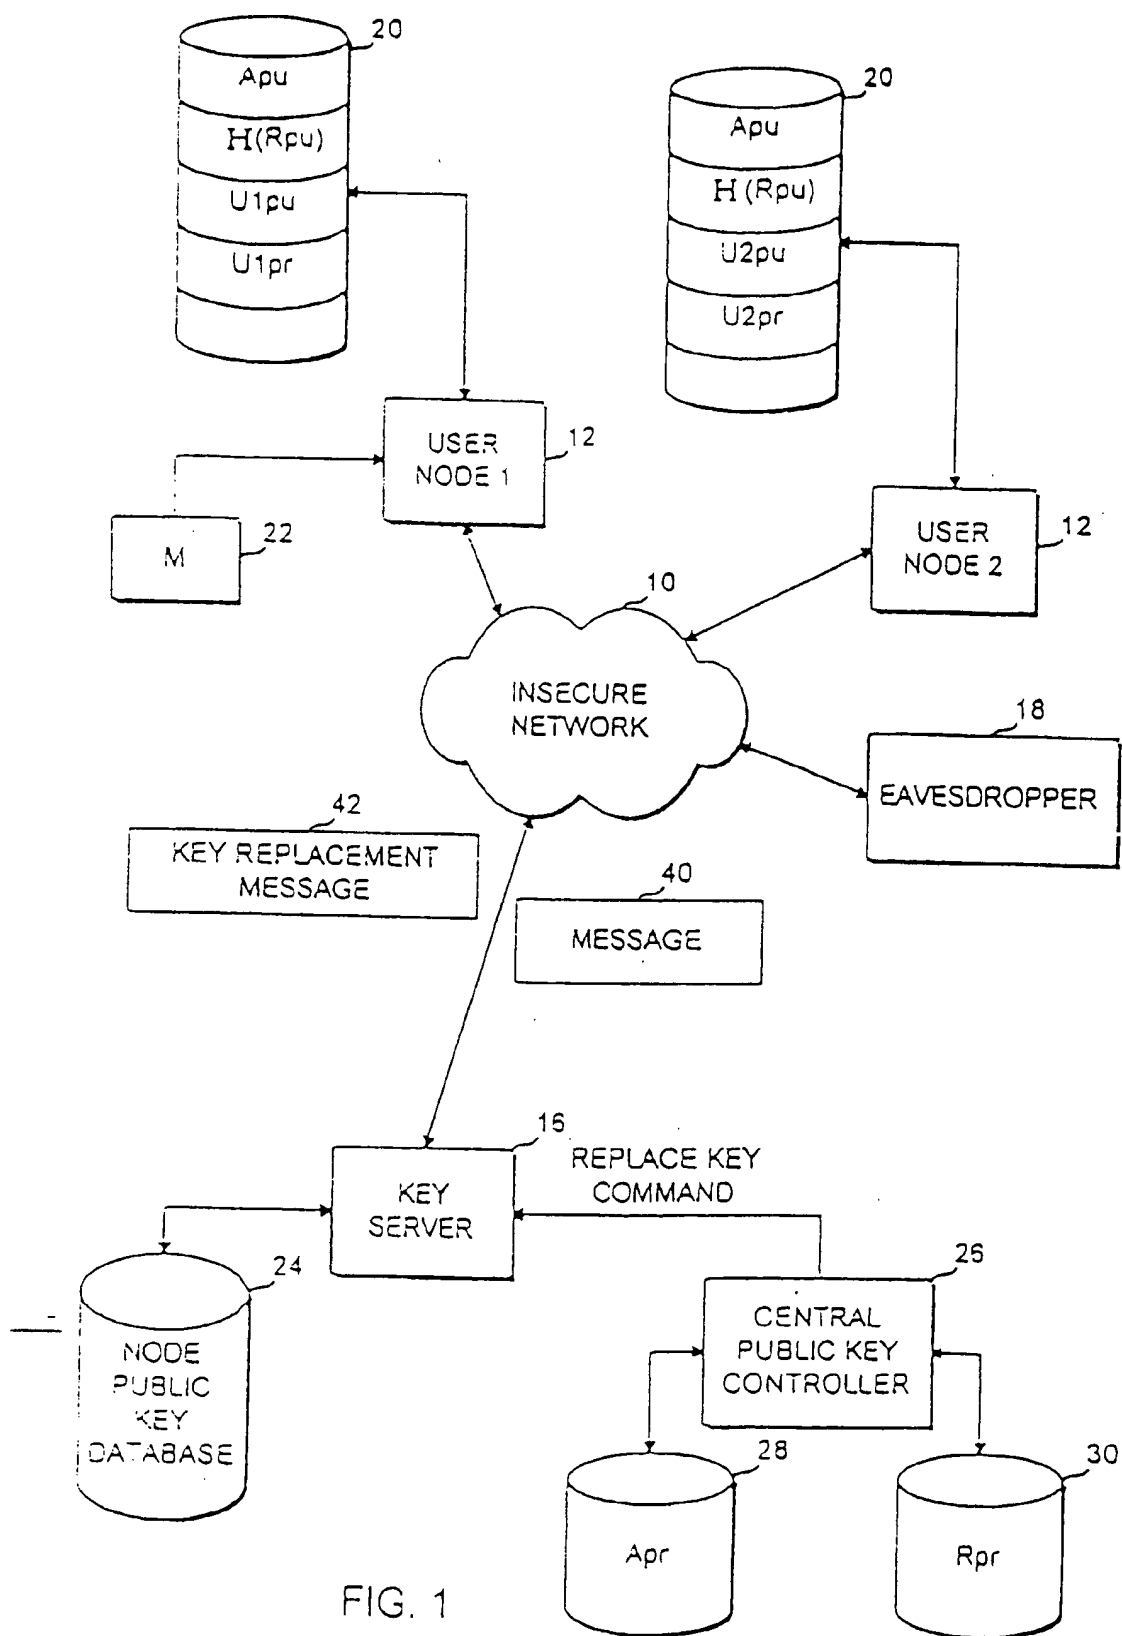 20
Apu
H(Rpu)
U1pu
U1pr
20
Apu
H(Rpu)
U2pu
U2pr
USER
NODE 1
12
M
22
USER
NODE 2
12
10
INSECURE
NETWORK
18
EAVESDROPPER
42
KEY REPLACEMENT
MESSAGE
40
MESSAGE
16
KEY
SERVER
REPLACE KEY
COMMAND
24
NODE
PUBLIC
KEY
DATABASE
26
CENTRAL
PUBLIC KEY
CONTROLLER
28
Apr
30
Rpr
FIG. 1